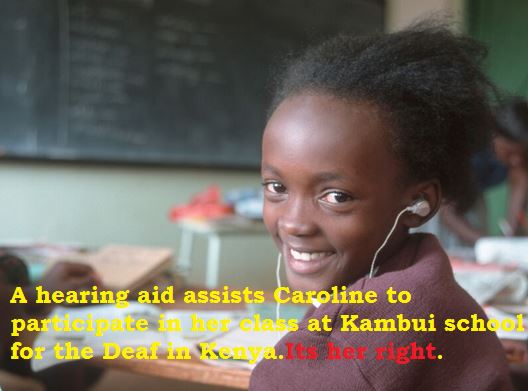 A hearing aid assists Caroline to
participate in her class at Kambui school
for the Deaf in Kenya.Its her right.